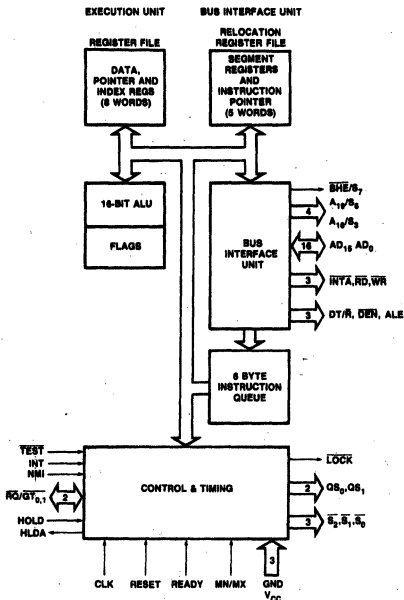 EXECUTION UNIT
BUS INTERFACE UNIT
REGISTER FILE
RELOCATION
REGISTER FILE
DATA,
POINTER AND
INDEX REGS
(8 WORDS)
SEGMENT
REGISTERS
AND
INSTRUCTION
POINTER
(5 WORDS)
16-BIT ALU
FLAGS
BUS
INTERFACE
UNIT
BHE/S7
4
A19/S6
A16/S3
16
AD15 AD0
3
INTA,RD,WR
3
DT/R, DEN, ALE
6 BYTE
INSTRUCTION
QUEUE
TEST
INT
NMI
RQ/GT0,1
2
HOLD
HLDA
CONTROL & TIMING
LOCK
2
QS0,QS1
3
S2,S1,S0
CLK
RESET
READY
MN/MX
3
GND
VCC